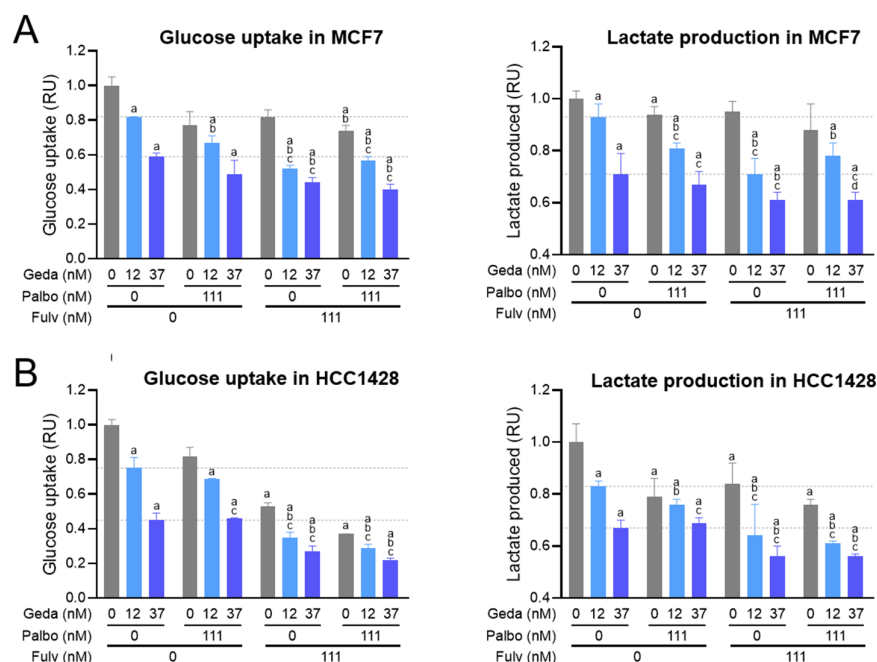 A
Glucose uptake in MCF7
Glucose uptake (RU)
1.2
1.0
0.8
0.6
0.4
0.2
0.0
a
a
a
b
a
a
b
c
a
b
c
a
b
a
b
c
a
b
c
Geda (nM) 0 12 37 0 12 37 0 12 37 0 12 37
Palbo (nM) 0 111 0 111
Fulv (nM) 0 111
Lactate production in MCF7
Lactate produced (RU)
1.2
1.0
0.8
0.6
0.4
a
a
a
a
b
c
a
c
a
b
c
a
b
c
a
b
a
c
d
Geda (nM) 0 12 37 0 12 37 0 12 37 0 12 37
Palbo (nM) 0 111 0 111
Fulv (nM) 0 111
B
Glucose uptake in HCC1428
Glucose uptake (RU)
1.2
1.0
0.8
0.6
0.4
0.2
0.0
a
a
a
a
a
c
a
a
b
c
a
b
c
a
a
b
c
a
b
c
Geda (nM) 0 12 37 0 12 37 0 12 37 0 12 37
Palbo (nM) 0 111 0 111
Fulv (nM) 0 111
Lactate production in HCC1428
Lactate produced (RU)
1.2
1.0
0.8
0.6
0.4
a
a
a
a
b
a
c
a
a
b
c
a
b
c
a
a
b
c
a
b
c
Geda (nM) 0 12 37 0 12 37 0 12 37 0 12 37
Palbo (nM) 0 111 0 111
Fulv (nM) 0 111